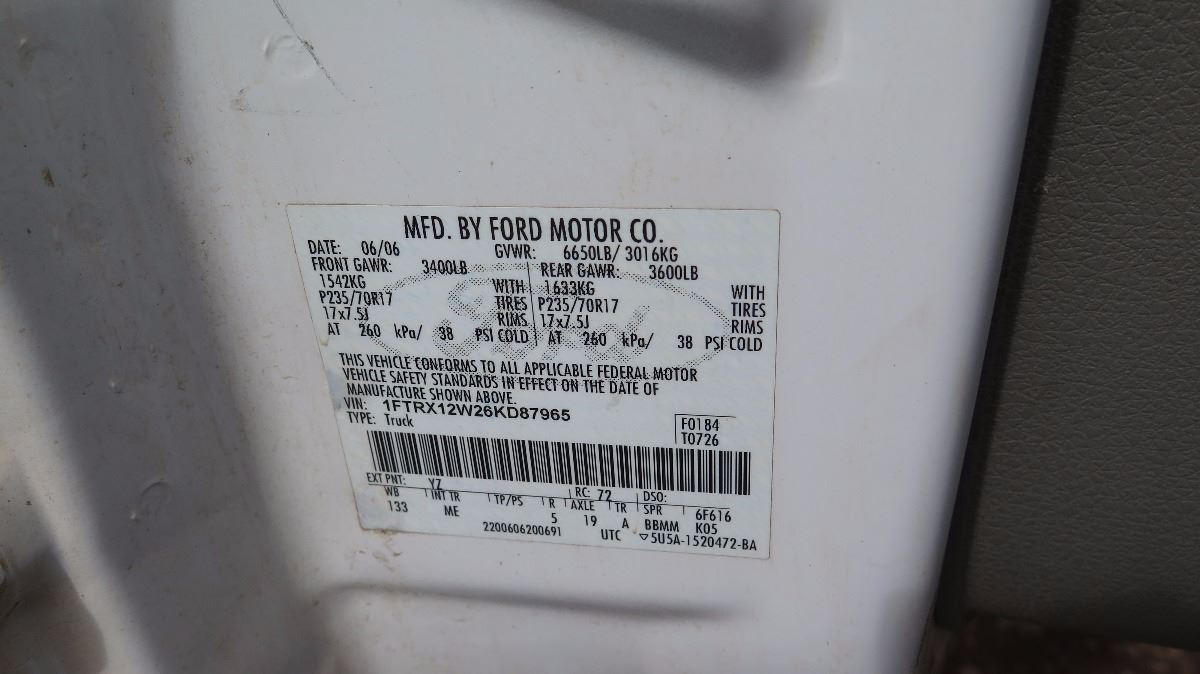 MFD. BY FORD MOTOR CO.
DATE: 06/06 GVWR: 6650LB/ 3016KG
FRONT GAWR: 3400LB REAR GAWR: 3600LB
1542KG WITH 1633KG WITH
P235/70R17 TIRES P235/70R17 TIRES
17x7.5J RIMS 17x7.5J RIMS
AT 260 kPa/ 38 PSI COLD AT 260 kPa/ 38 PSI COLD
THIS VEHICLE CONFORMS TO ALL APPLICABLE FEDERAL MOTOR
VEHICLE SAFETY STANDARDS IN EFFECT ON THE DATE OF
MANUFACTURE SHOWN ABOVE.
VIN: 1FTRX12W26KD87965
TYPE: Truck
F0184
T0726
EXT PNT: YZ RC: 72 DSO:
WB INT TR TP/PS R AXLE TR SPR 6F616
133 ME 5 19 A BBMM K05
2200606200691 UTC ▽5U5A-1520472-BA